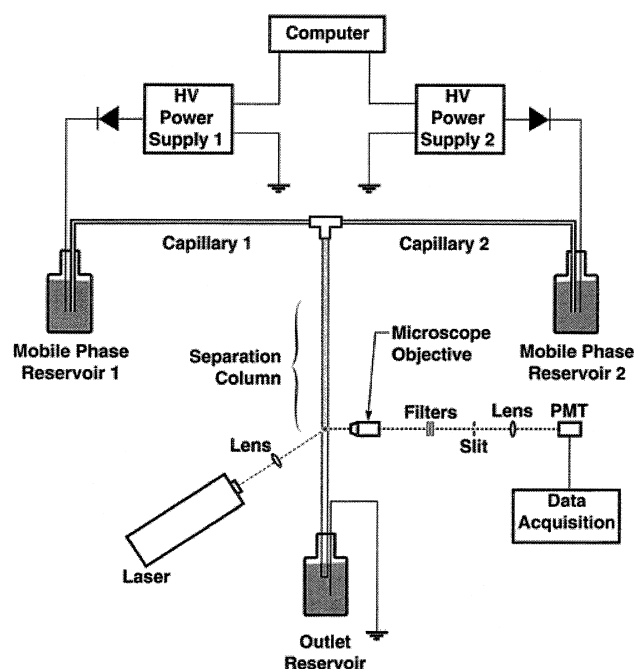 Computer
HV
Power
Supply 1
HV
Power
Supply 2
Capillary 1
Capillary 2
Mobile Phase
Reservoir 1
Mobile Phase
Reservoir 2
Separation
Column
Microscope
Objective
Filters
Lens
PMT
Slit
Lens
Data
Acquisition
Laser
Outlet
Reservoir